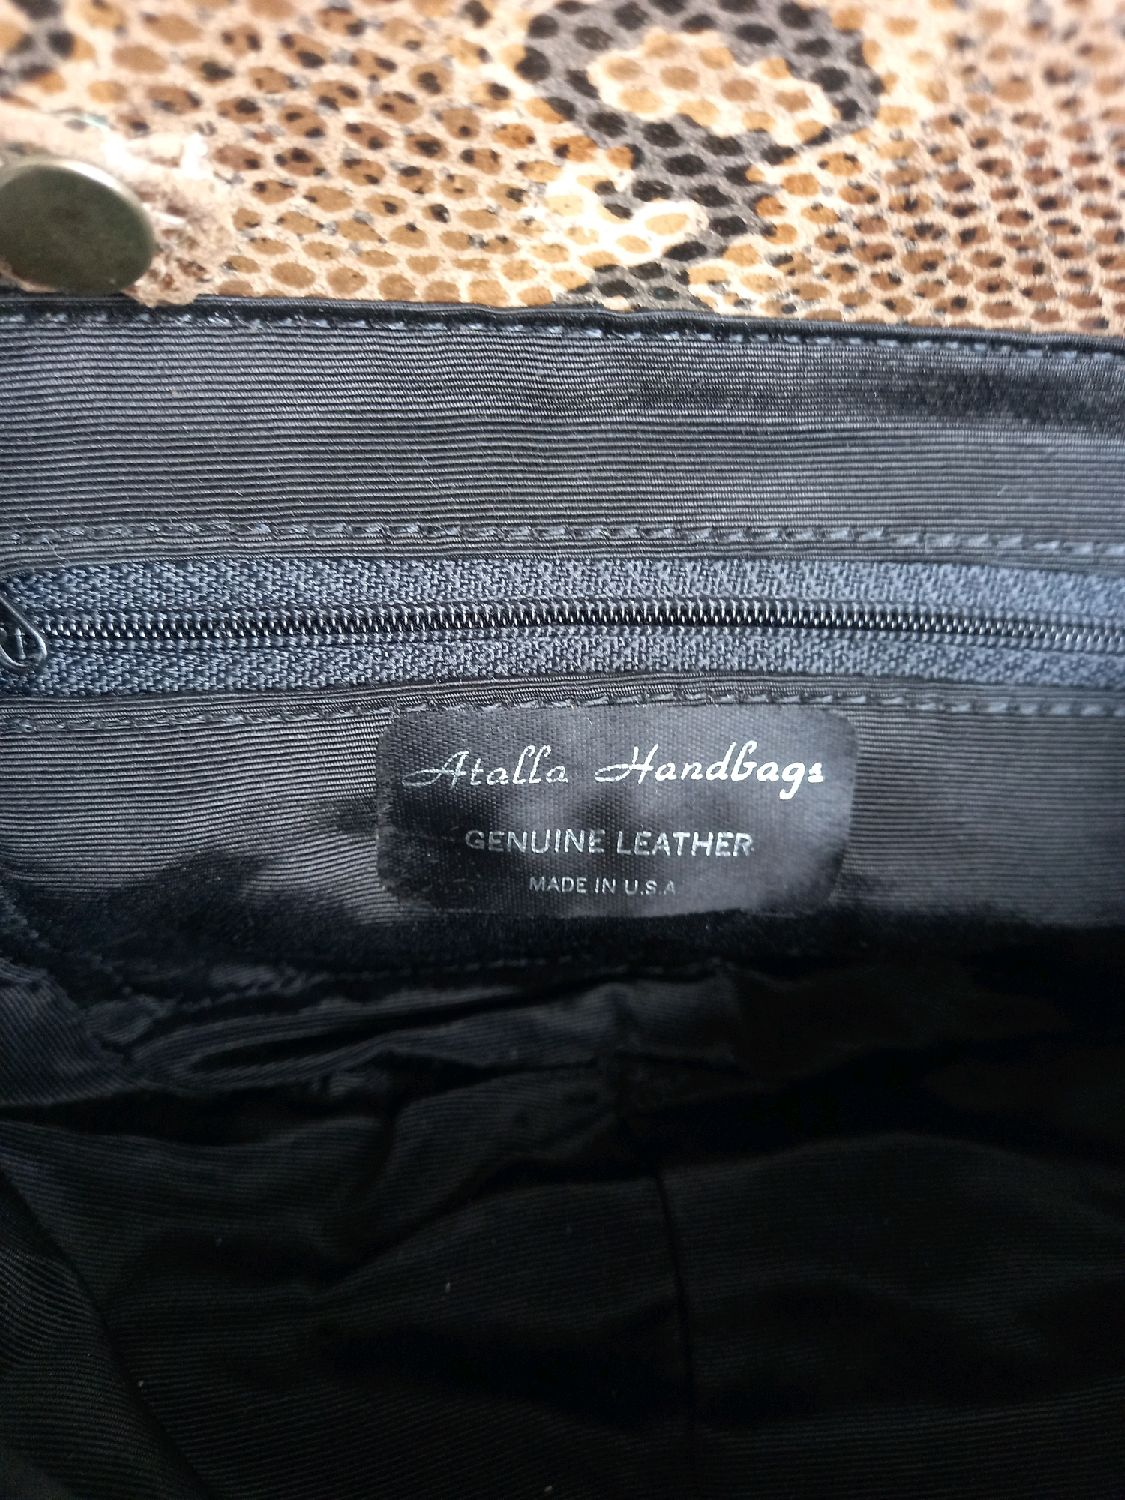 Atalla Handbags
GENUINE LEATHER
MADE IN U.S.A